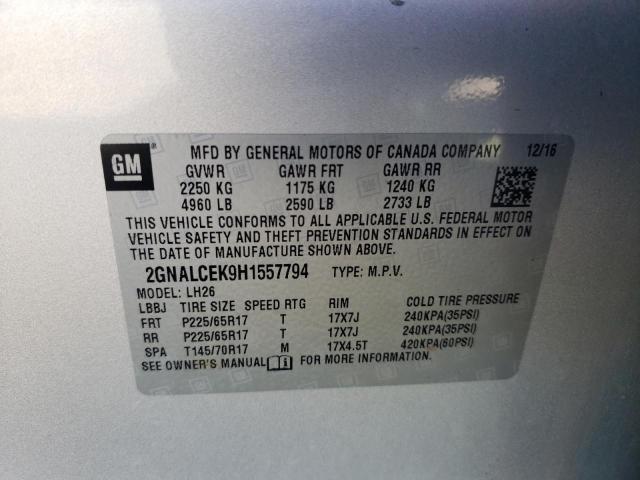 GM
MFD BY GENERAL MOTORS OF CANADA COMPANY 12/16
GVWR GAWR FRT GAWR RR
2250 KG 1175 KG 1240 KG
4960 LB 2590 LB 2733 LB
THIS VEHICLE CONFORMS TO ALL APPLICABLE U.S. FEDERAL MOTOR
VEHICLE SAFETY AND THEFT PREVENTION STANDARDS IN EFFECT ON
THE DATE OF MANUFACTURE SHOWN ABOVE.
2GNALCEK9H1557794 TYPE: M.P.V.
MODEL: LH26
LBBJ TIRE SIZE SPEED RTG RIM COLD TIRE PRESSURE
FRT P225/65R17 T 17X7J 240KPA(35PSI)
RR P225/65R17 T 17X7J 240KPA(35PSI)
SPA T145/70R17 M 17X4.5T 420KPA(60PSI)
SEE OWNER'S MANUAL FOR MORE INFORMATION.